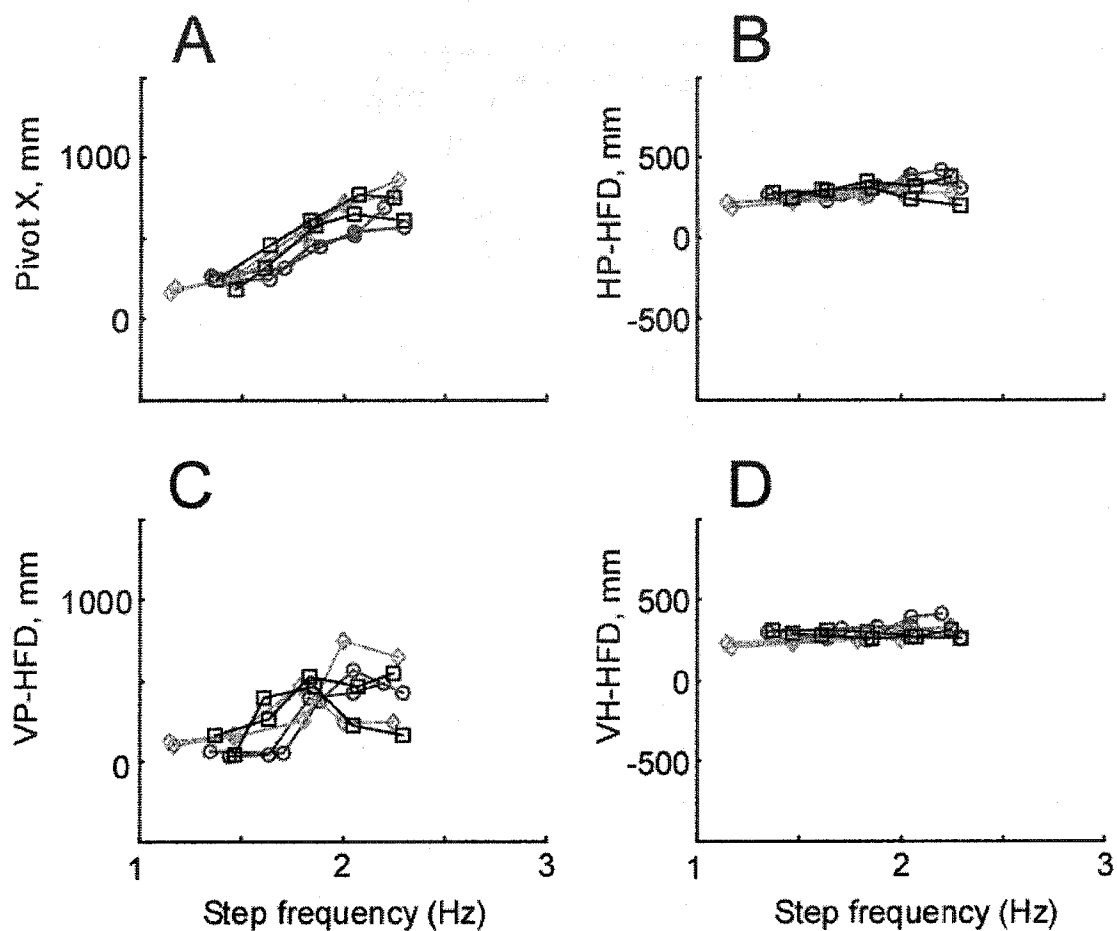 A
B
Pivot X, mm
1000
0
HP-HFD, mm
500
0
-500
C
D
VP-HFD, mm
1000
0
1
2
3
Step frequency (Hz)
VH-HFD, mm
500
0
-500
1
2
3
Step frequency (Hz)